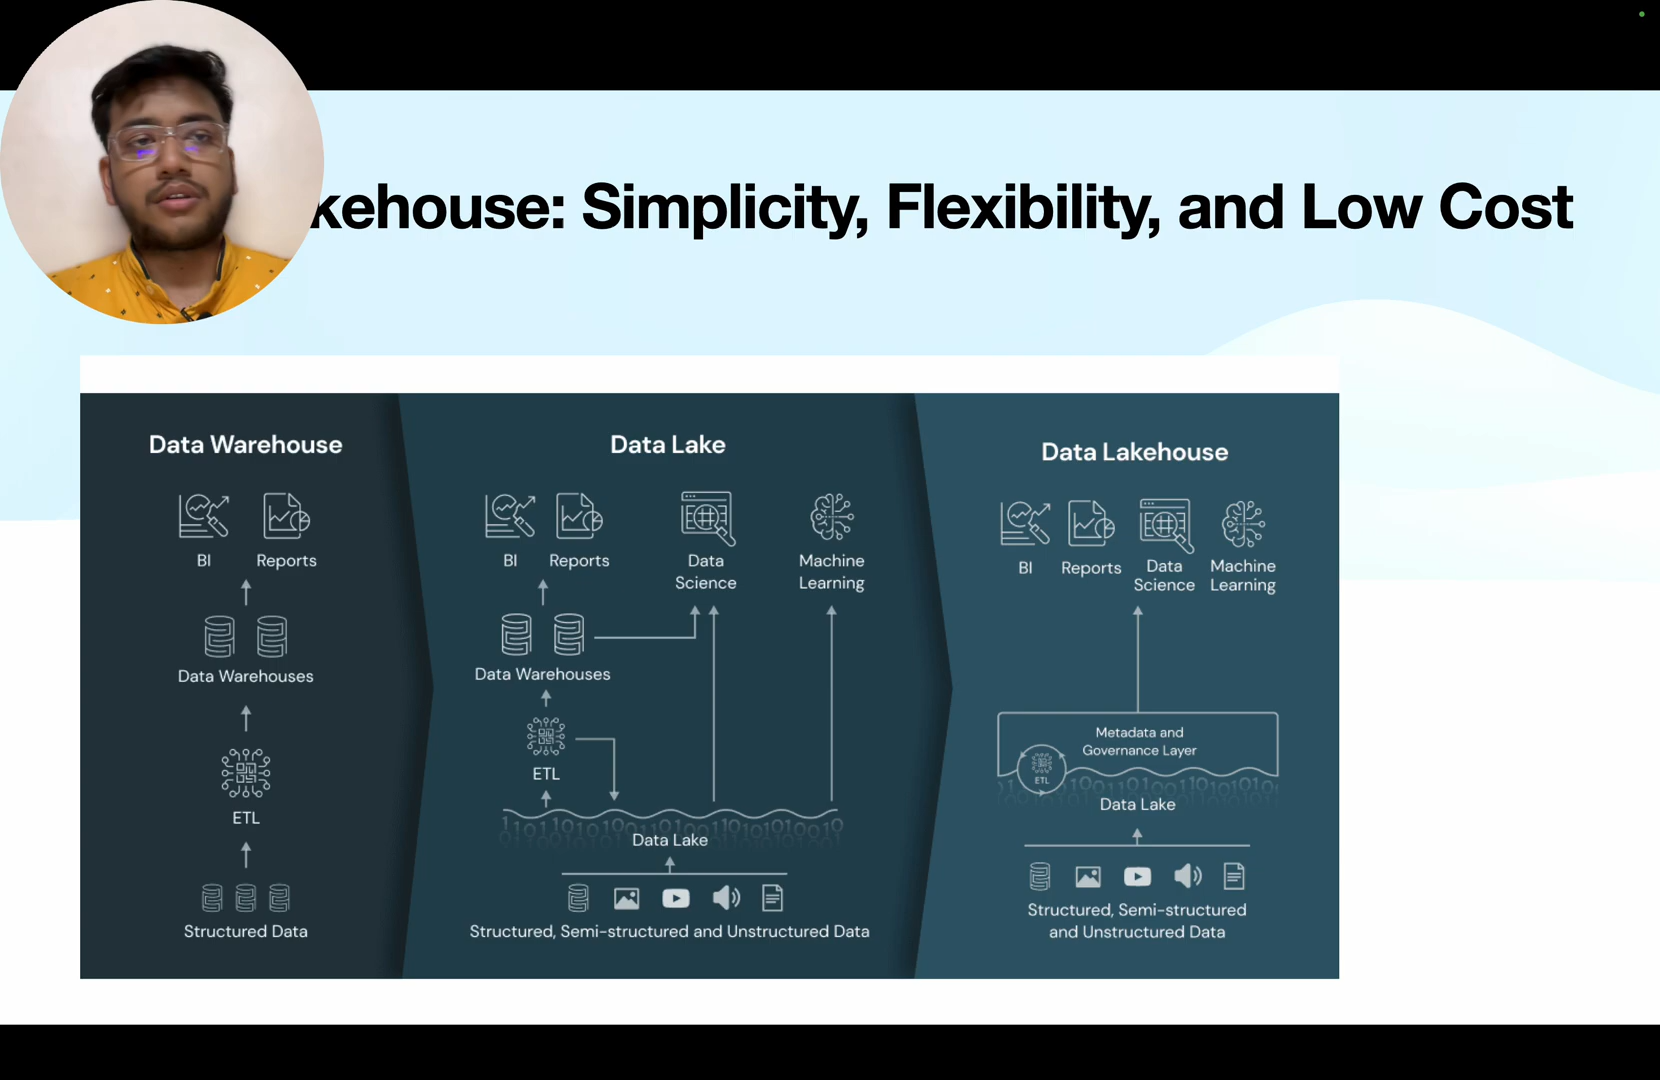 kehouse: Simplicity, Flexibility, and Low Cost
Data Warehouse
BI
Reports
Data Warehouses
ETL
Structured Data
Data Lake
BI
Reports
Data
Science
Machine
Learning
Data Warehouses
ETL
Data Lake
Structured, Semi-structured and Unstructured Data
Data Lakehouse
BI
Reports
Data
Science
Machine
Learning
Metadata and
Governance Layer
ETL
Data Lake
Structured, Semi-structured
and Unstructured Data